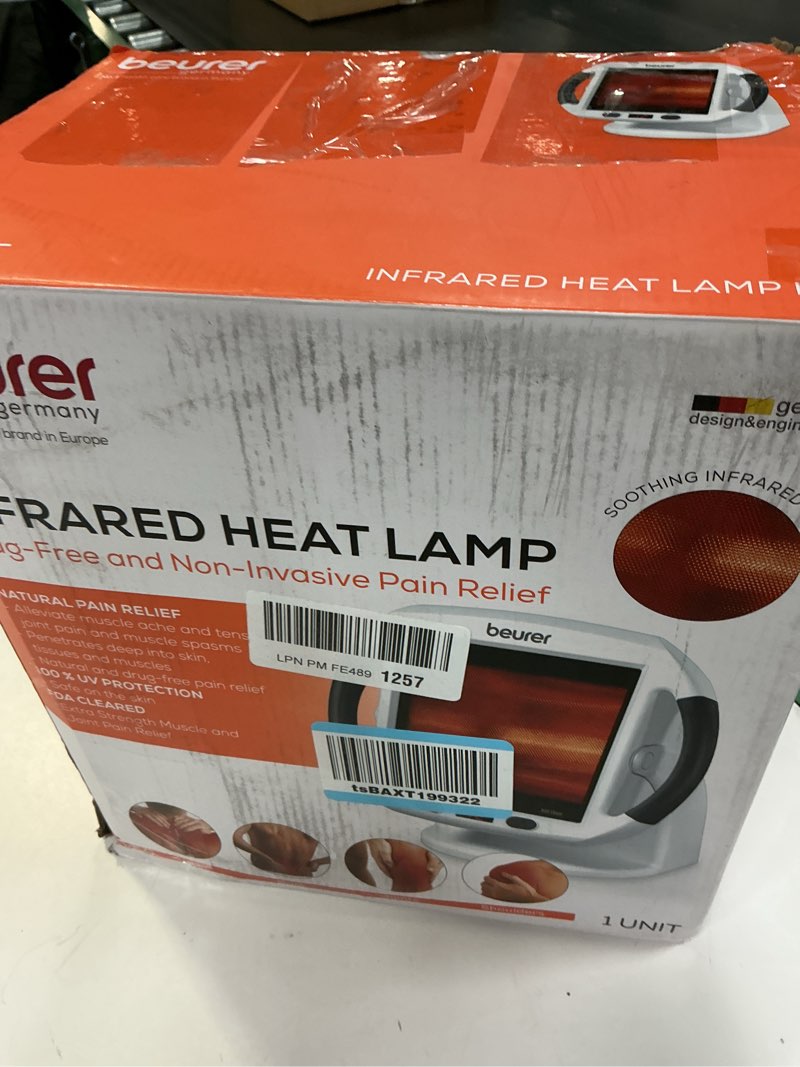 beurer
germany
beurer
INFRARED HEAT LAMP
urer
germany
brand in Europe
design&engin
SOOTHING INFRARED
FRARED HEAT LAMP
ug-Free and Non-Invasive Pain Relief
NATURAL PAIN RELIEF
- Alleviate muscle ache and tens
joint pain and muscle spasms
Penetrates deep into skin,
tissues and muscles
Natural and drug-free pain relief
100 % UV PROTECTION
Safe on the skin
FDA CLEARED
Extra Strength Muscle and
Joint Pain Relief
LPN PM FE489 1257
beurer
tsBAXT199322
Shoulders
1 UNIT